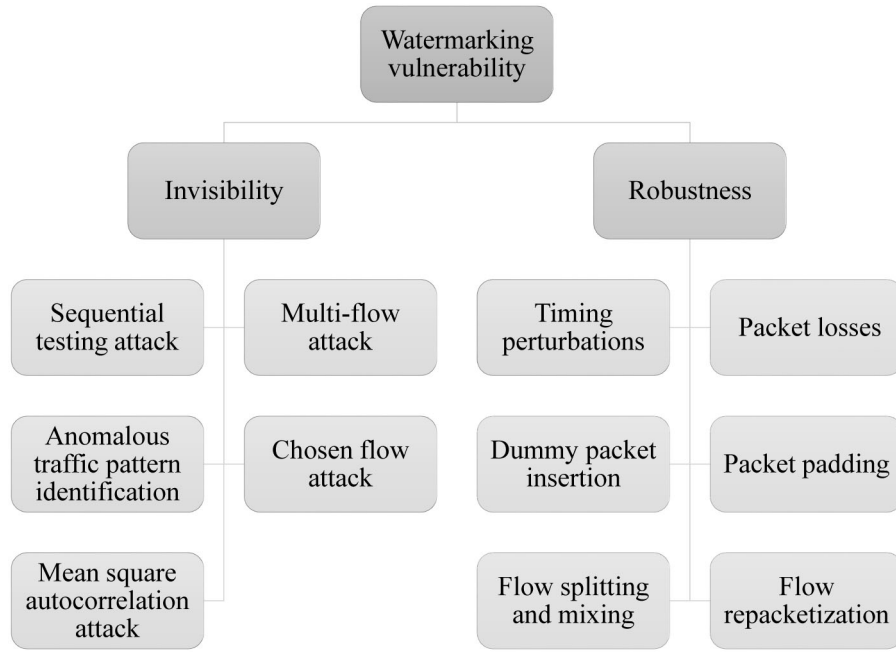 Watermarking
vulnerability
Invisibility
Robustness
Sequential
testing attack
Multi-flow
attack
Timing
perturbations
Packet losses
Anomalous
traffic pattern
identification
Chosen flow
attack
Dummy packet
insertion
Packet padding
Mean square
autocorrelation
attack
Flow splitting
and mixing
Flow
repacketization